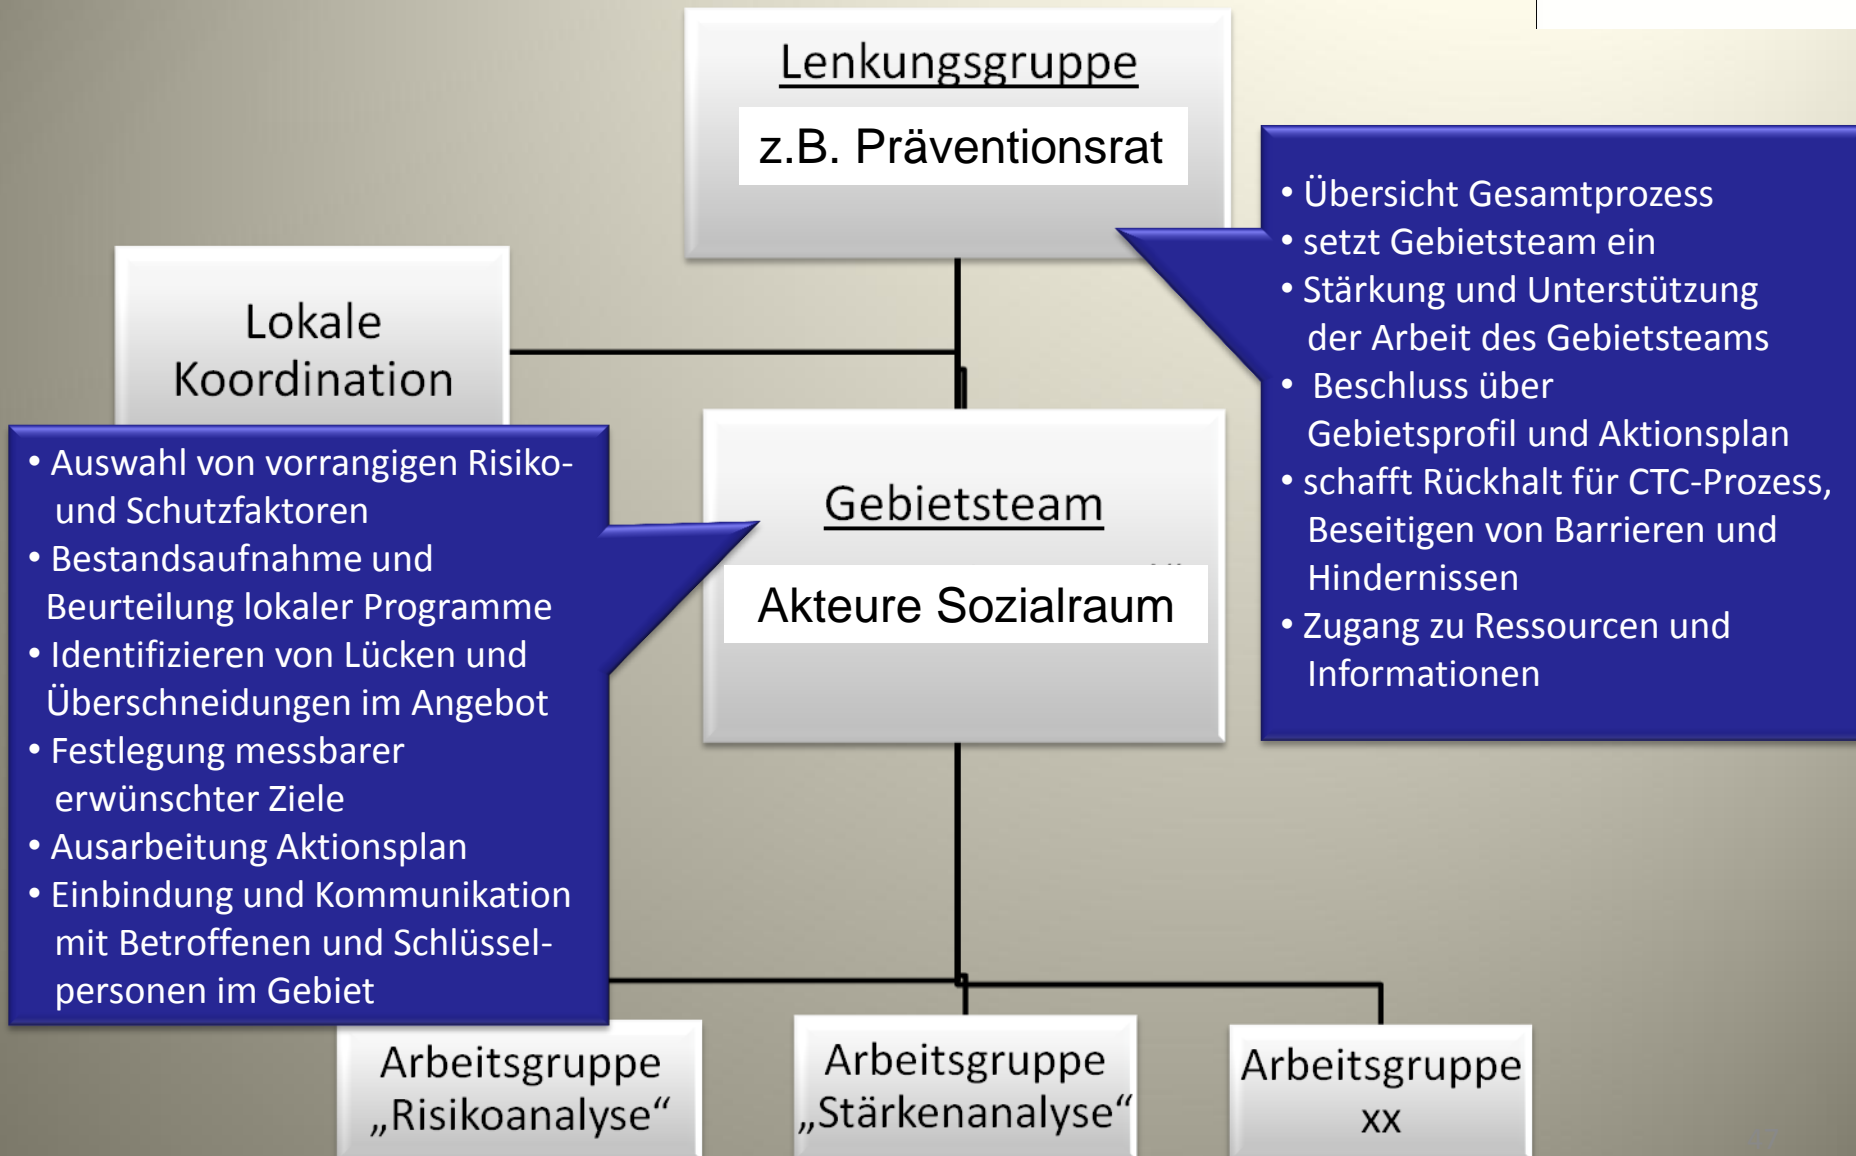 Lenkungsgruppe
z.B. Präventionsrat
• Übersicht Gesamtprozess
• setzt Gebietsteam ein
• Stärkung und Unterstützung
der Arbeit des Gebietsteams
• Beschluss über
Gebietsprofil und Aktionsplan
• schafft Rückhalt für CTC-Prozess,
Beseitigen von Barrieren und
Hindernissen
• Zugang zu Ressourcen und
Informationen
Lokale
Koordination
• Auswahl von vorrangigen Risiko-
und Schutzfaktoren
• Bestandsaufnahme und
Beurteilung lokaler Programme
• Identifizieren von Lücken und
Überschneidungen im Angebot
• Festlegung messbarer
erwünschter Ziele
• Ausarbeitung Aktionsplan
• Einbindung und Kommunikation
mit Betroffenen und Schlüssel-
personen im Gebiet
Gebietsteam
Akteure Sozialraum
Arbeitsgruppe
„Risikoanalyse“
Arbeitsgruppe
„Stärkenanalyse“
Arbeitsgruppe
xx